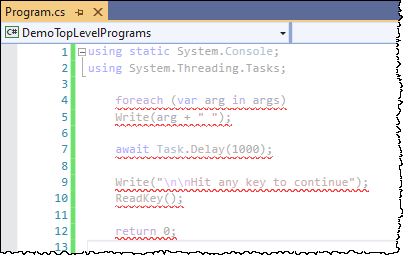 Program.cs
C# DemoTopLevelPrograms
1 using static System.Console;
2 using System.Threading.Tasks;
3
4 foreach (var arg in args)
5 Write(arg + " ");
6
7 await Task.Delay(1000);
8
9 Write("\n\nHit any key to continue");
10 ReadKey();
11
12 return 0;
13